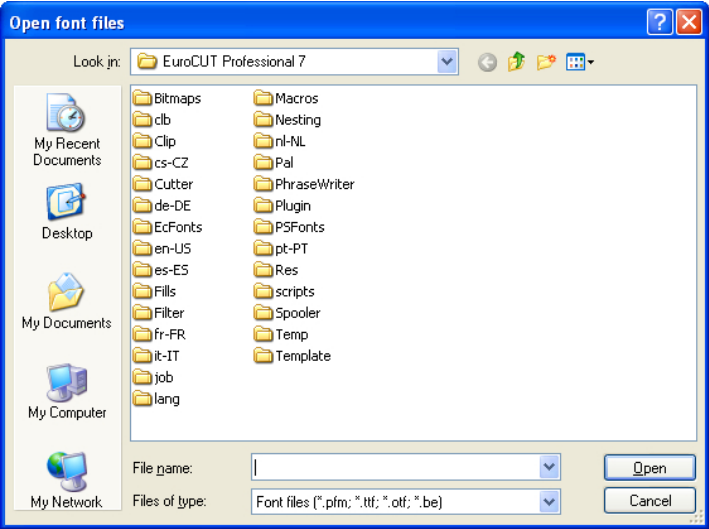 Open font files
Look in:
EuroCUT Professional 7
My Recent
Documents
Desktop
My Documents
My Computer
My Network
Bitmaps
clb
Clip
cs-CZ
Cutter
de-DE
EcFonts
en-US
es-ES
Fills
Filter
fr-FR
it-IT
job
lang
Macros
Nesting
nl-NL
Pal
PhraseWriter
Plugin
PSFonts
pt-PT
Res
scripts
Spooler
Temp
Template
File name:
Open
Files of type:
Font files (*.pfm; *.ttf; *.otf; *.be)
Cancel